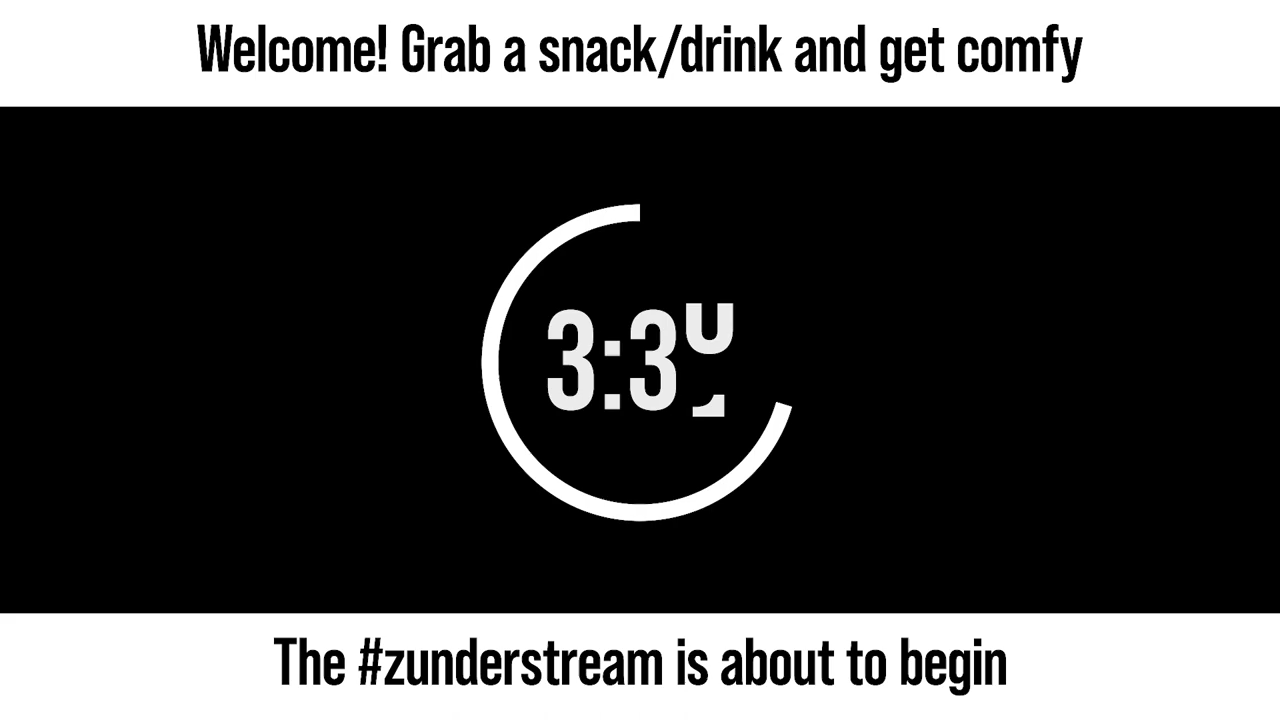 Welcome! Grab a snack/drink and get comfy
3:3
The #zunderstream is about to begin